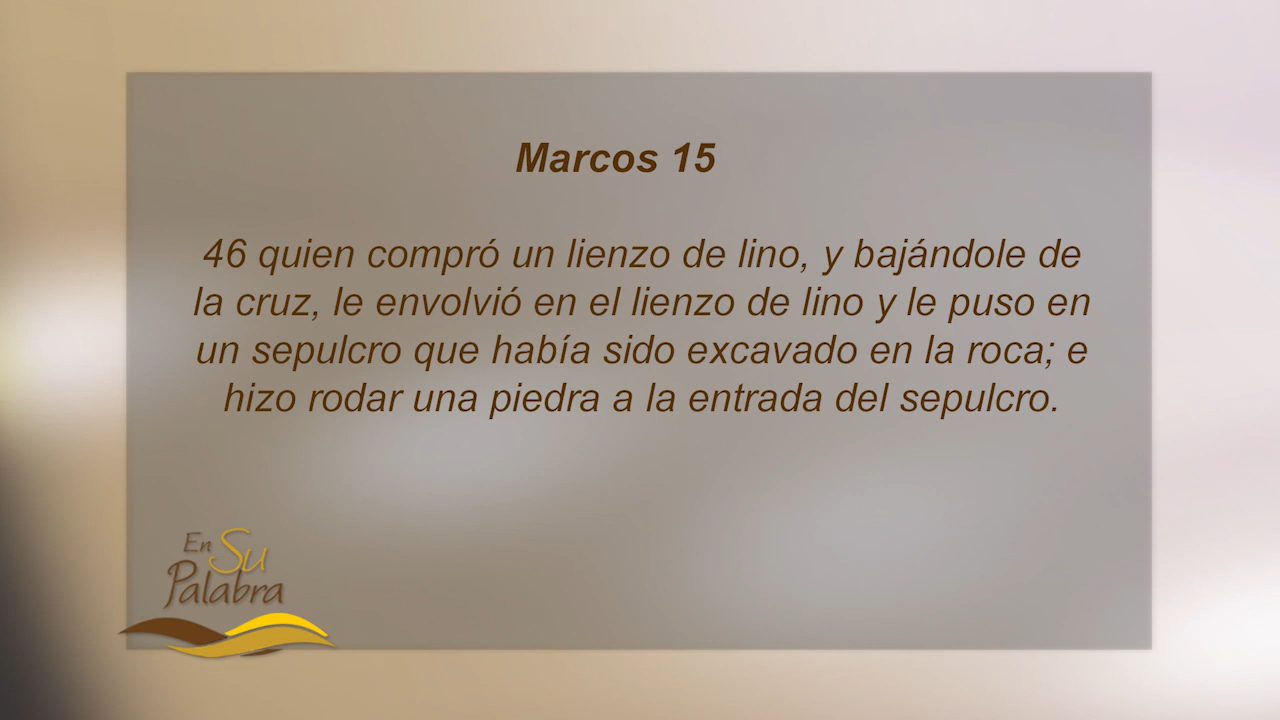 Marcos 15
46 quien compró un lienzo de lino, y bajándole de
la cruz, le envolvió en el lienzo de lino y le puso en
un sepulcro que había sido excavado en la roca; e
hizo rodar una piedra a la entrada del sepulcro.
En Su
Palabra